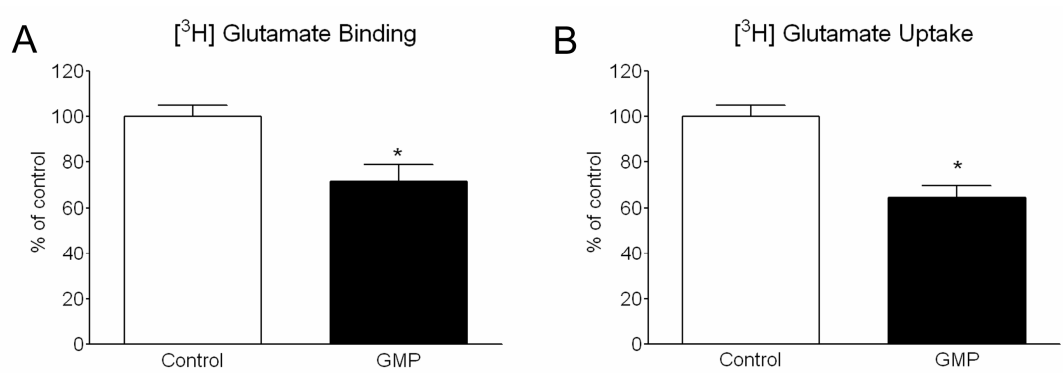 A
[³H] Glutamate Binding
120
100
80
60
40
20
0
% of control
*
Control
GMP
B
[³H] Glutamate Uptake
120
100
80
60
40
20
0
% of control
*
Control
GMP